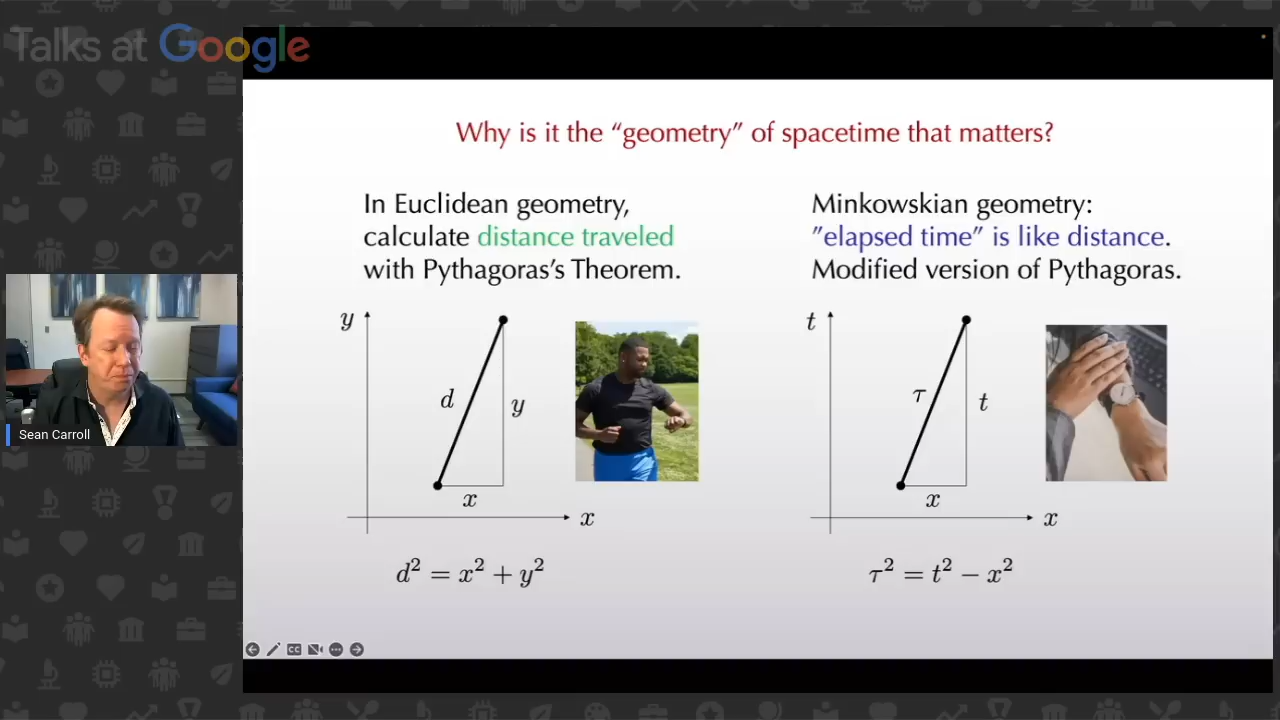 Talks at Google
Why is it the “geometry” of spacetime that matters?
In Euclidean geometry,
calculate distance traveled
with Pythagoras’s Theorem.
y
d
y
x
x
d² = x² + y²
Minkowskian geometry:
”elapsed time” is like distance.
Modified version of Pythagoras.
t
τ
t
x
x
τ² = t² − x²
Sean Carroll
CC